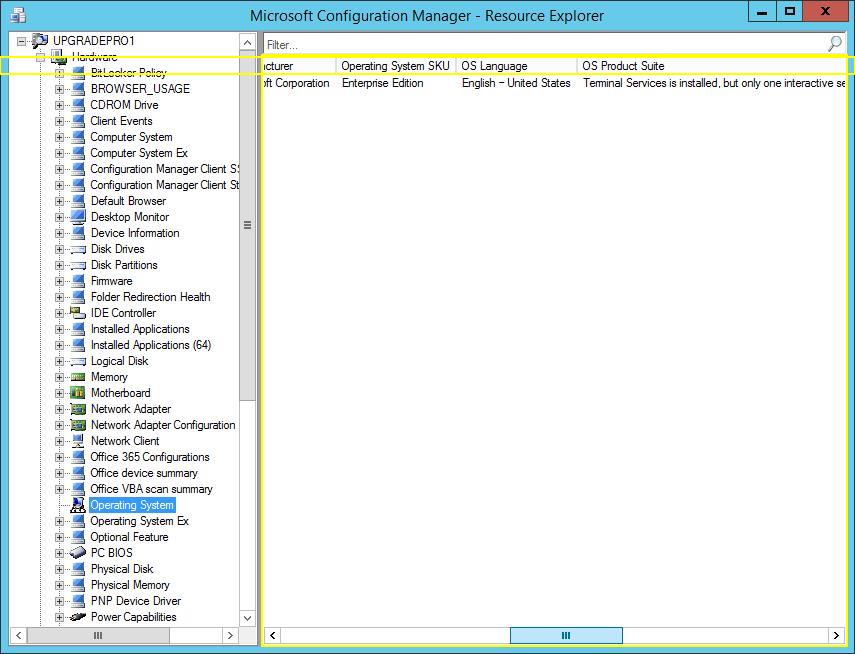 Microsoft Configuration Manager - Resource Explorer
UPGRADEPRO1
Hardware
BitLocker Policy
BROWSER_USAGE
CDROM Drive
Client Events
Computer System
Computer System Ex
Configuration Manager Client S
Configuration Manager Client St
Default Browser
Desktop Monitor
Device Information
Disk Drives
Disk Partitions
Firmware
Folder Redirection Health
IDE Controller
Installed Applications
Installed Applications (64)
Logical Disk
Memory
Motherboard
Network Adapter
Network Adapter Configuration
Network Client
Office 365 Configurations
Office device summary
Office VBA scan summary
Operating System
Operating System Ex
Optional Feature
PC BIOS
Physical Disk
Physical Memory
PNP Device Driver
Power Capabilities
Filter...
cturer Operating System SKU OS Language OS Product Suite
oft Corporation Enterprise Edition English – United States Terminal Services is installed, but only one interactive se